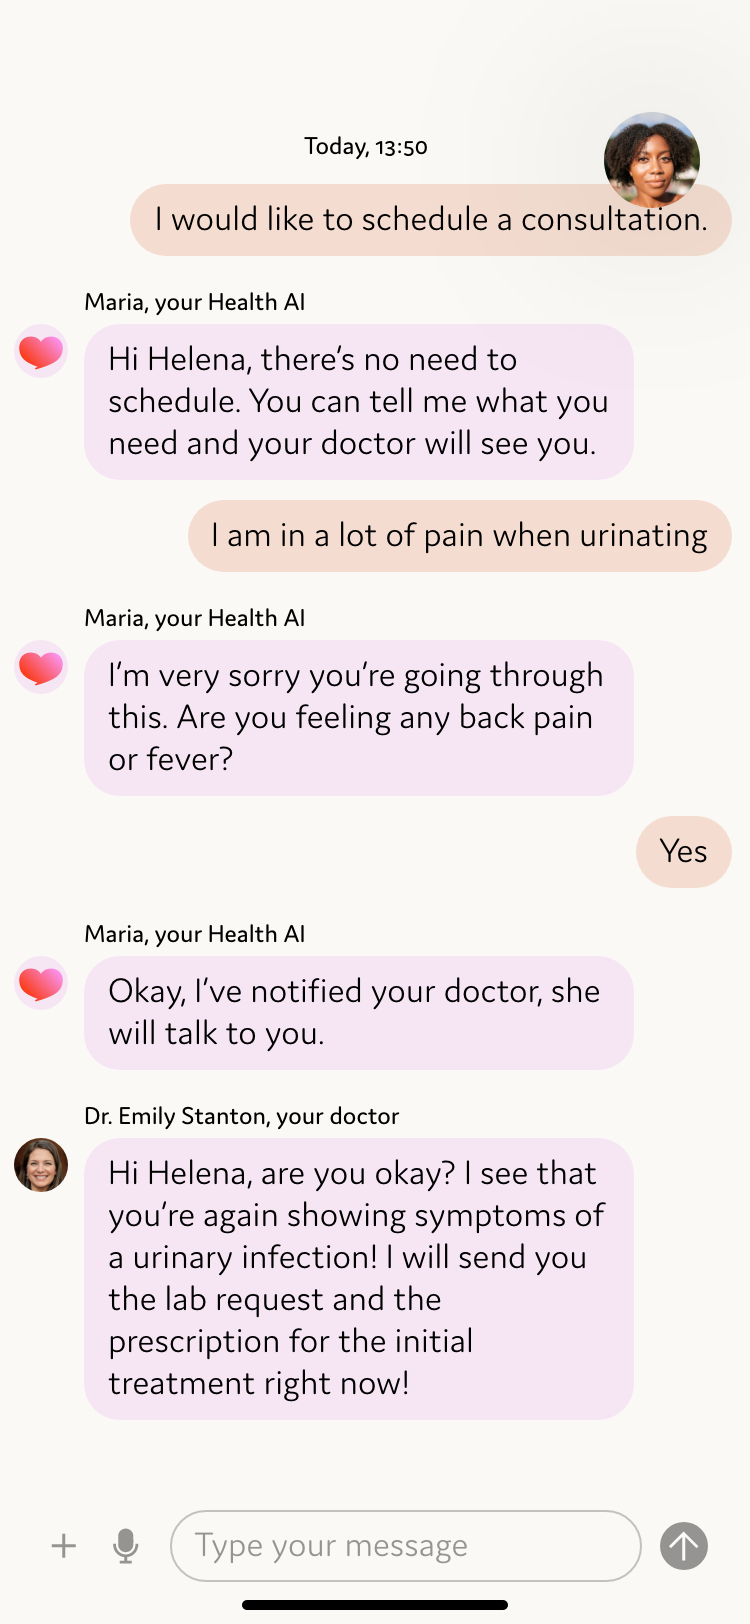 Today, 13:50
I would like to schedule a consultation.
Maria, your Health AI
Hi Helena, there’s no need to
schedule. You can tell me what you
need and your doctor will see you.
I am in a lot of pain when urinating
Maria, your Health AI
I’m very sorry you’re going through
this. Are you feeling any back pain
or fever?
Yes
Maria, your Health AI
Okay, I’ve notified your doctor, she
will talk to you.
Dr. Emily Stanton, your doctor
Hi Helena, are you okay? I see that
you’re again showing symptoms of
a urinary infection! I will send you
the lab request and the
prescription for the initial
treatment right now!
Type your message